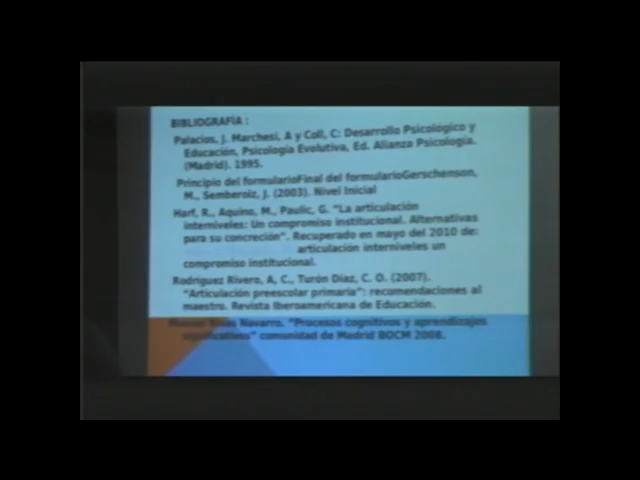 BIBLIOGRAFÍA :
Palacios, J. Marchesi, A y Coll, C: Desarrollo Psicológico y
Educación, Psicología Evolutiva, Ed. Alianza Psicología.
(Madrid). 1995.
Principio del formularioFinal del formularioGerschenson,
M., Semberoiz, J. (2003). Nivel Inicial
Harf, R., Aquino, M., Paulic, G. “La articulación
interniveles: Un compromiso institucional. Alternativas
para su concreción”. Recuperado en mayo del 2010 de:
articulación interniveles un
compromiso institucional.
Rodríguez Rivero, A, C., Turón Díaz, C. O. (2007).
“Articulación preescolar primaria”: recomendaciones al
maestro. Revista Iberoamericana de Educación.
Navarro. “Procesos cognitivos y aprendizajes
significativos” comunidad de Madrid BOCM 2008.